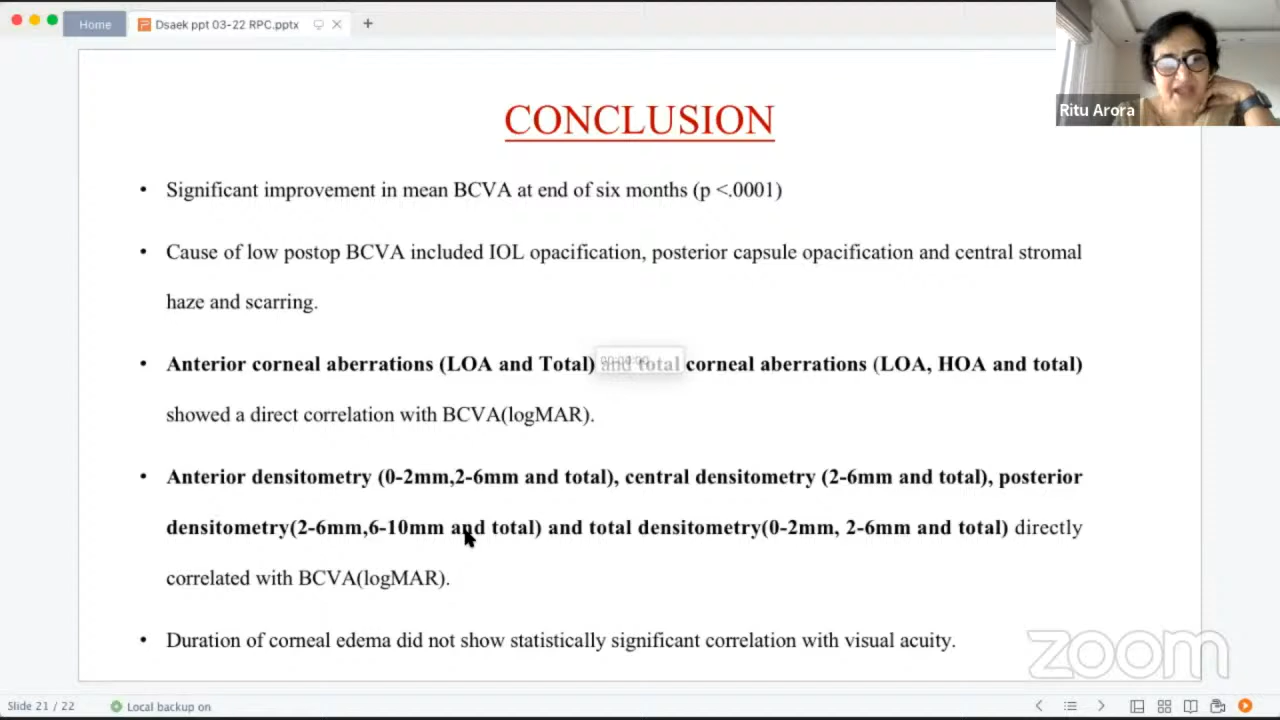 Home
Dsaek ppt 03-22 RPC.pptx
Ritu Arora
CONCLUSION
• Significant improvement in mean BCVA at end of six months (p <.0001)
• Cause of low postop BCVA included IOL opacification, posterior capsule opacification and central stromal
haze and scarring.
• Anterior corneal aberrations (LOA and Total) and total corneal aberrations (LOA, HOA and total)
00:00:00
showed a direct correlation with BCVA(logMAR).
• Anterior densitometry (0-2mm,2-6mm and total), central densitometry (2-6mm and total), posterior
densitometry(2-6mm,6-10mm and total) and total densitometry(0-2mm, 2-6mm and total) directly
correlated with BCVA(logMAR).
• Duration of corneal edema did not show statistically significant correlation with visual acuity.
zoom
Slide 21 / 22
Local backup on